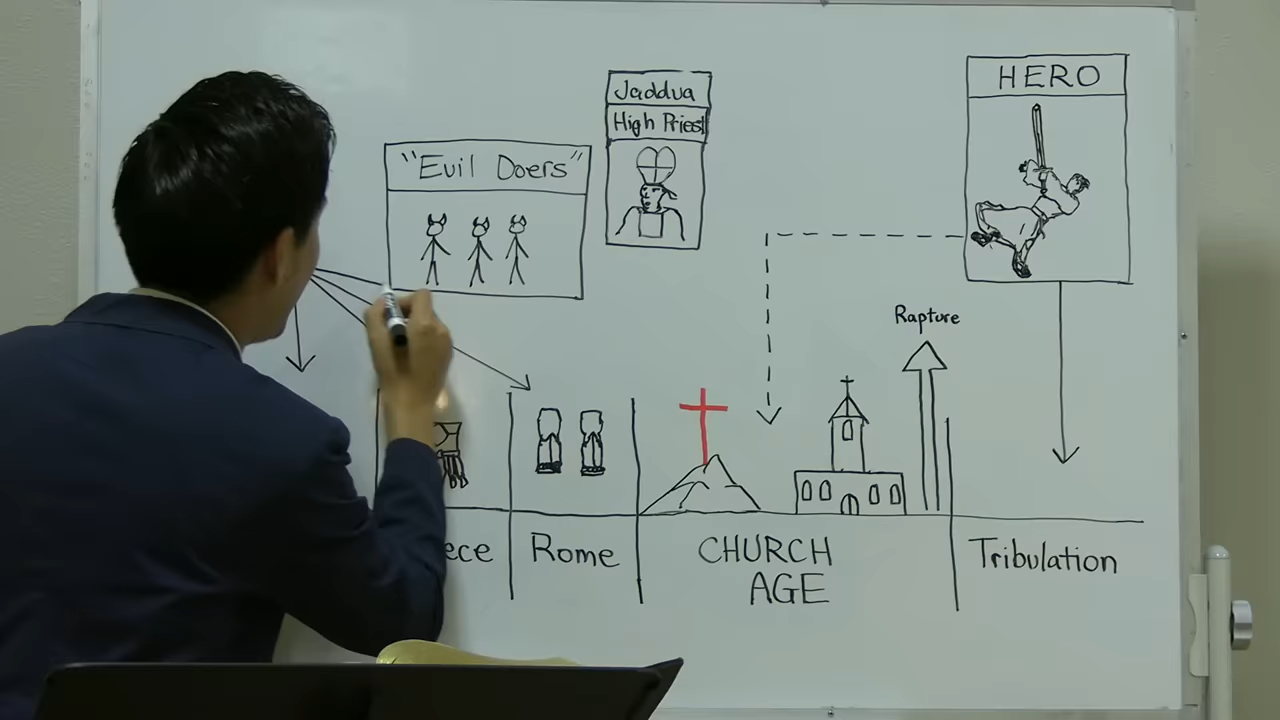 HERO
Jaddua
High Priest
"Evil Doers"
Rapture
ece
Rome
CHURCH
AGE
Tribulation